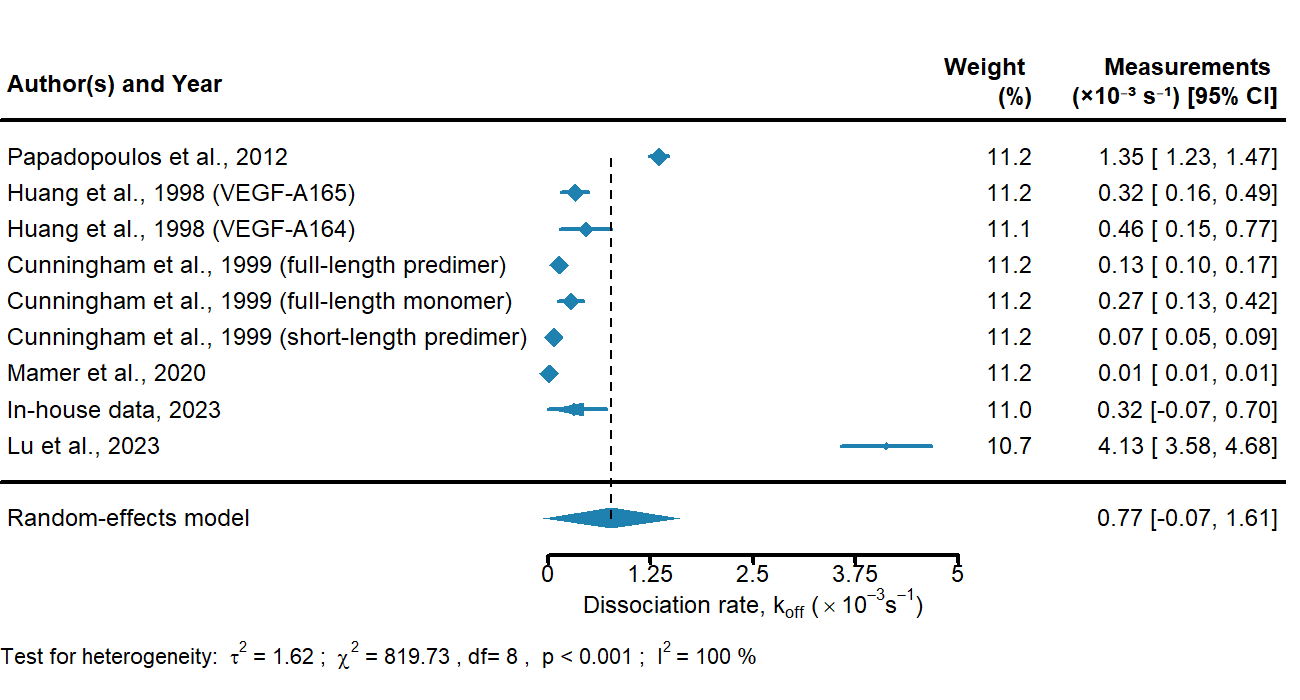 Author(s) and Year Weight (%) Measurements (×10⁻³ s⁻¹) [95% CI]
Papadopoulos et al., 2012 11.2 1.35 [ 1.23, 1.47]
Huang et al., 1998 (VEGF-A165) 11.2 0.32 [ 0.16, 0.49]
Huang et al., 1998 (VEGF-A164) 11.1 0.46 [ 0.15, 0.77]
Cunningham et al., 1999 (full-length predimer) 11.2 0.13 [ 0.10, 0.17]
Cunningham et al., 1999 (full-length monomer) 11.2 0.27 [ 0.13, 0.42]
Cunningham et al., 1999 (short-length predimer) 11.2 0.07 [ 0.05, 0.09]
Mamer et al., 2020 11.2 0.01 [ 0.01, 0.01]
In-house data, 2023 11.0 0.32 [-0.07, 0.70]
Lu et al., 2023 10.7 4.13 [ 3.58, 4.68]
Random-effects model 0.77 [-0.07, 1.61]
0 1.25 2.5 3.75 5
Dissociation rate, k_off ( × 10⁻³s⁻¹)
Test for heterogeneity: τ² = 1.62 ; χ² = 819.73 , df= 8 , p < 0.001 ; I² = 100 %